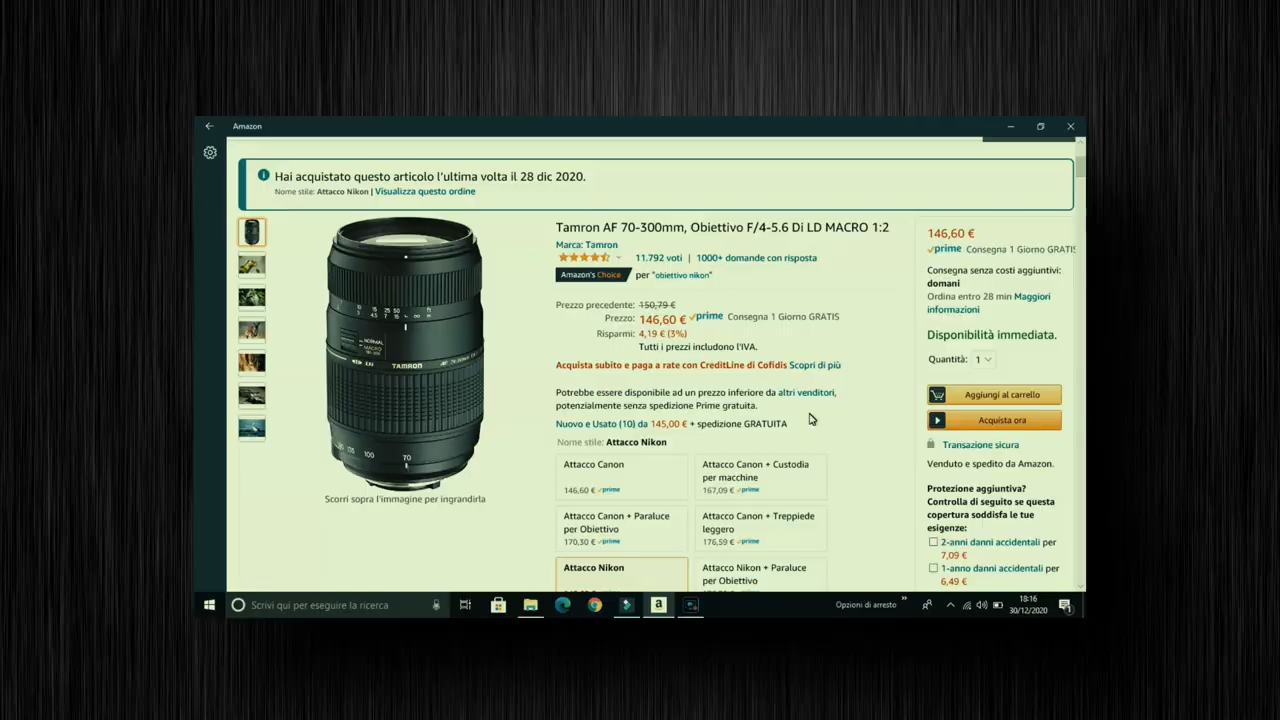 Amazon
Hai acquistato questo articolo l'ultima volta il 28 dic 2020.
Nome stile: Attacco Nikon | Visualizza questo ordine
Tamron AF 70-300mm, Obiettivo F/4-5.6 Di LD MACRO 1:2
Marca: Tamron
11.792 voti | 1000+ domande con risposta
Amazon's Choice per "obiettivo nikon"
Prezzo precedente: 150,79 €
Prezzo: 146,60 € prime Consegna 1 Giorno GRATIS
Risparmi: 4,19 € (3%)
Tutti i prezzi includono l'IVA.
Acquista subito e paga a rate con CreditLine di Cofidis Scopri di più
Potrebbe essere disponibile ad un prezzo inferiore da altri venditori,
potenzialmente senza spedizione Prime gratuita.
Nuovo e Usato (10) da 145,00 € + spedizione GRATUITA
Nome stile: Attacco Nikon
Attacco Canon
146,60 € prime
Attacco Canon + Custodia
per macchine
167,09 € prime
Attacco Canon + Paraluce
per Obiettivo
170,30 € prime
Attacco Canon + Treppiede
leggero
176,59 € prime
Attacco Nikon
Attacco Nikon + Paraluce
per Obiettivo
NORMAL
MACRO
TAMRON
135 100 70
Scorri sopra l'immagine per ingrandirla
146,60 €
prime Consegna 1 Giorno GRATIS
Consegna senza costi aggiuntivi:
domani
Ordina entro 28 min Maggiori
informazioni
Disponibilità immediata.
Quantità: 1
Aggiungi al carrello
Acquista ora
Transazione sicura
Venduto e spedito da Amazon.
Protezione aggiuntiva?
Controlla di seguito se questa
copertura soddisfa le tue
esigenze:
2-anni danni accidentali per
7,09 €
1-anno danni accidentali per
6,49 €
Scrivi qui per eseguire la ricerca
a
Opzioni di arresto
18:16
30/12/2020
1